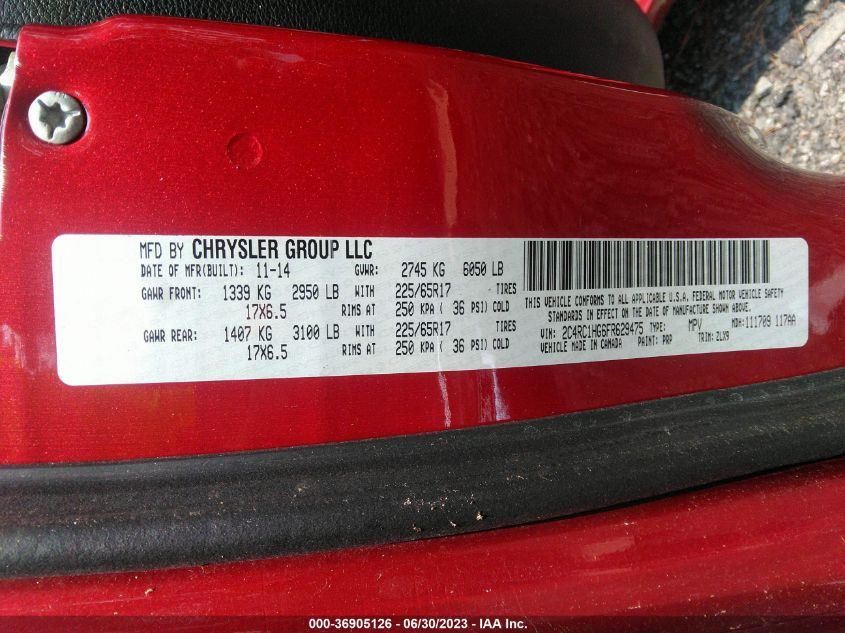 MFD BY CHRYSLER GROUP LLC
DATE OF MFR(BUILT): 11-14 GVWR: 2745 KG 6050 LB
GAWR FRONT: 1339 KG 2950 LB WITH 225/65R17 TIRES
17X6.5 RIMS AT 250 KPA ( 36 PSI) COLD
GAWR REAR: 1407 KG 3100 LB WITH 225/65R17 TIRES
17X6.5 RIMS AT 250 KPA ( 36 PSI) COLD
THIS VEHICLE CONFORMS TO ALL APPLICABLE U.S.A. FEDERAL MOTOR VEHICLE SAFETY
STANDARDS IN EFFECT ON THE DATE OF MANUFACTURE SHOWN ABOVE.
VIN: 2C4RC1HG6FR629475 TYPE: MPV MDH: 111709 117AA
VEHICLE MADE IN CANADA PAINT: PRP TRIM: ZLX9
000-36905126 - 06/30/2023 - IAA Inc.